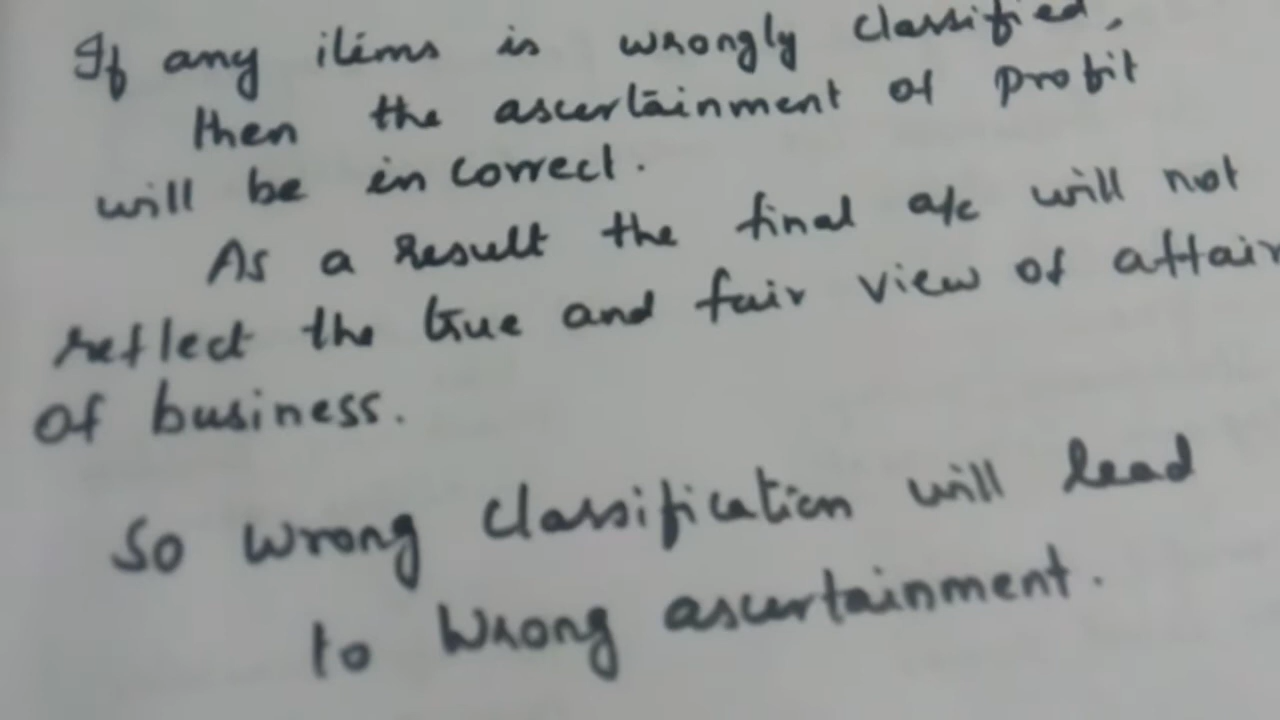 If any items is wrongly classified,
then the ascertainment of profit
will be in correct.
As a result the final a/c will not
reflect the true and fair view of affair
of business.
So wrong classification will lead
to wrong ascertainment.